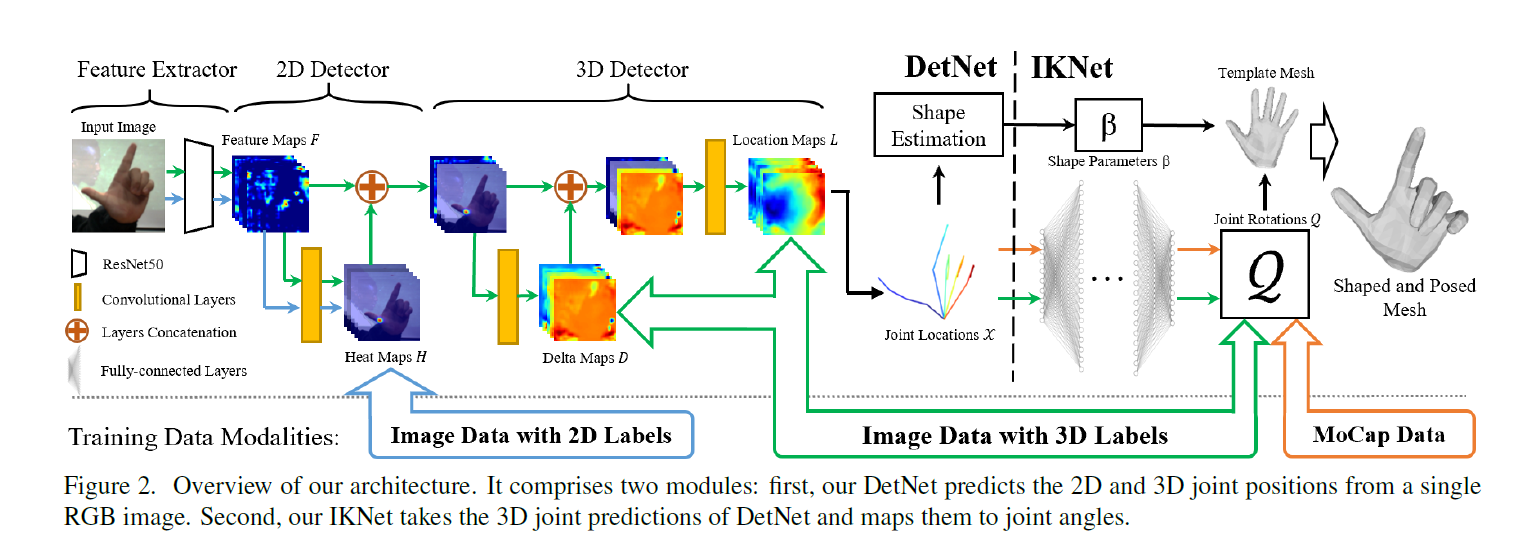 Feature Extractor
2D Detector
3D Detector
DetNet
IKNet
Template Mesh
Input Image
Feature Maps F
Location Maps L
Shape
Estimation
β
Shape Parameters β
Joint Rotations Q
ResNet50
Convolutional Layers
Layers Concatenation
Fully-connected Layers
Heat Maps H
Delta Maps D
Joint Locations 𝒳
...
Q
Shaped and Posed
Mesh
Training Data Modalities:
Image Data with 2D Labels
Image Data with 3D Labels
MoCap Data
Figure 2. Overview of our architecture. It comprises two modules: first, our DetNet predicts the 2D and 3D joint positions from a single
RGB image. Second, our IKNet takes the 3D joint predictions of DetNet and maps them to joint angles.